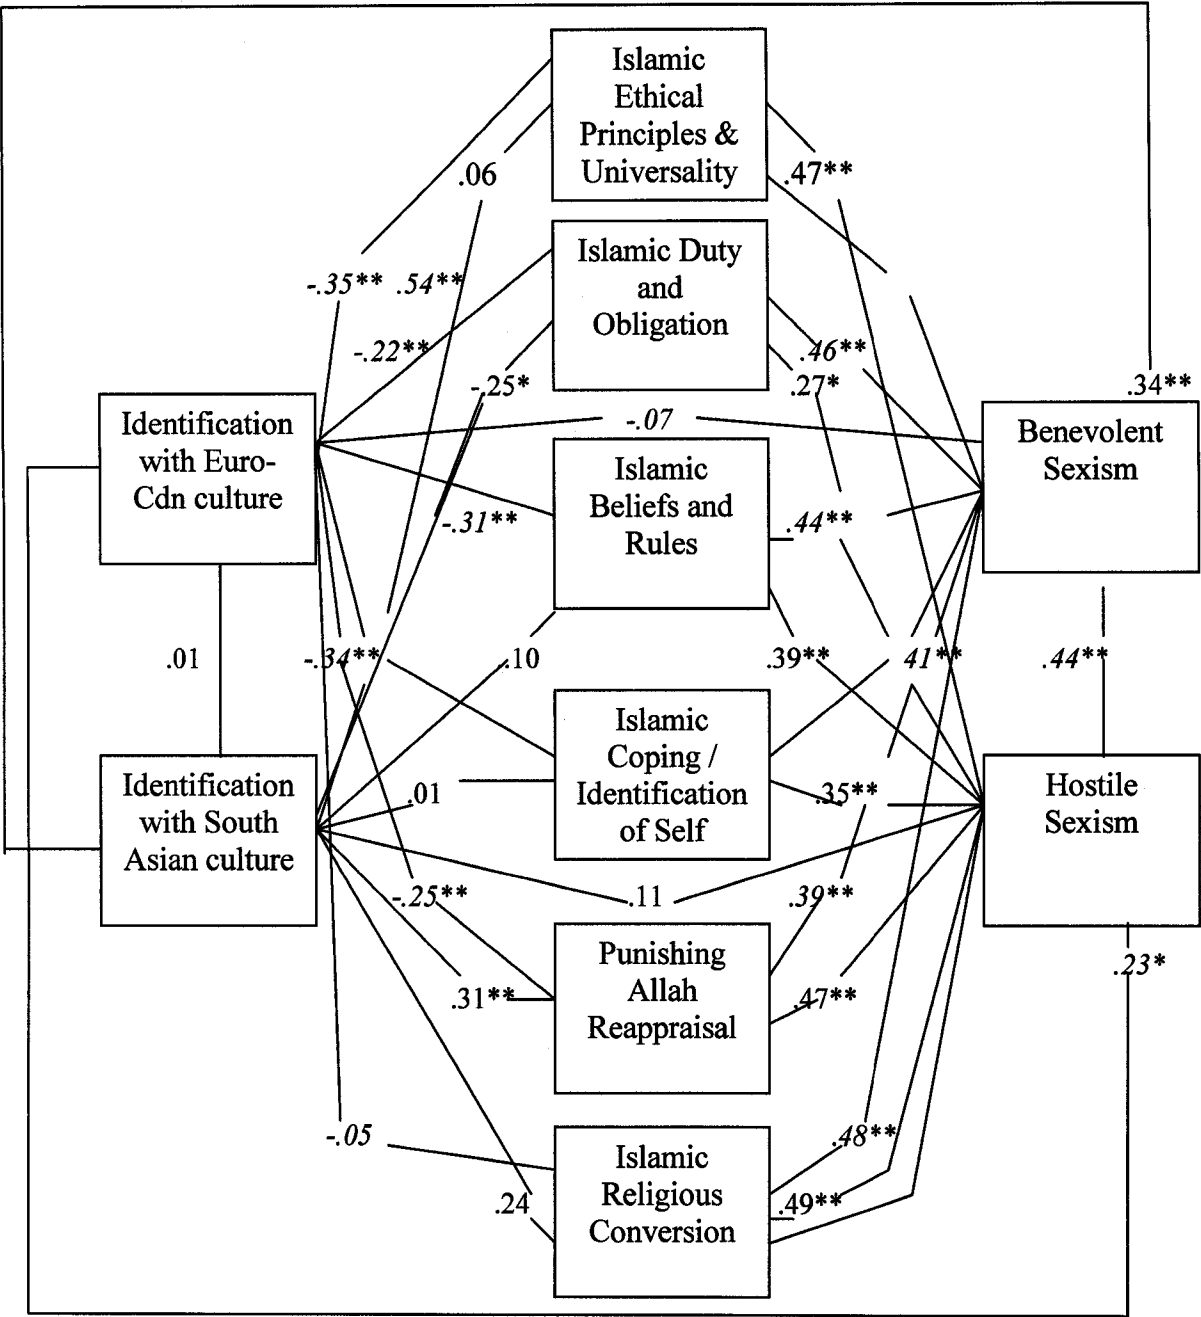 Islamic
Ethical
Principles &
Universality
.06
.47**
-.35** .54**
Islamic Duty
and
Obligation
-.22**
.46**
-.25*
.27*
.34**
Identification
with Euro-
Cdn culture
-.07
Benevolent
Sexism
Islamic
Beliefs and
Rules
-.31**
.44**
.01
-.34**
.10
.39**
.41**
.44**
Islamic
Coping /
Identification
of Self
Identification
with South
Asian culture
.01
.35**
Hostile
Sexism
-.25**
.11
.39**
Punishing
Allah
Reappraisal
.31**
.47**
.23*
-.05
.48**
Islamic
Religious
Conversion
.24
.49**